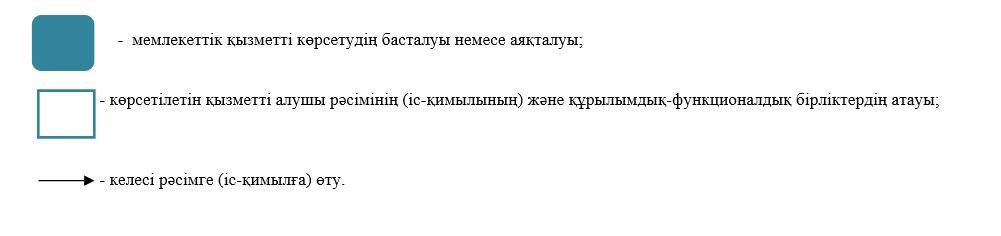 - мемлекеттік қызметті көрсетудің басталуы немесе аяқталуы;
- көрсетілетін қызметті алушы рәсімінің (іс-қимылының) және құрылымдық-функционалдық бірліктердің атауы;
- келесі рәсімге (іс-қимылға) өту.